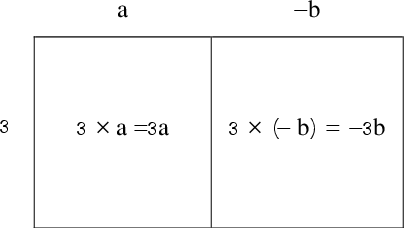 a −b
3 3 × a =3a 3 × (− b) = −3b